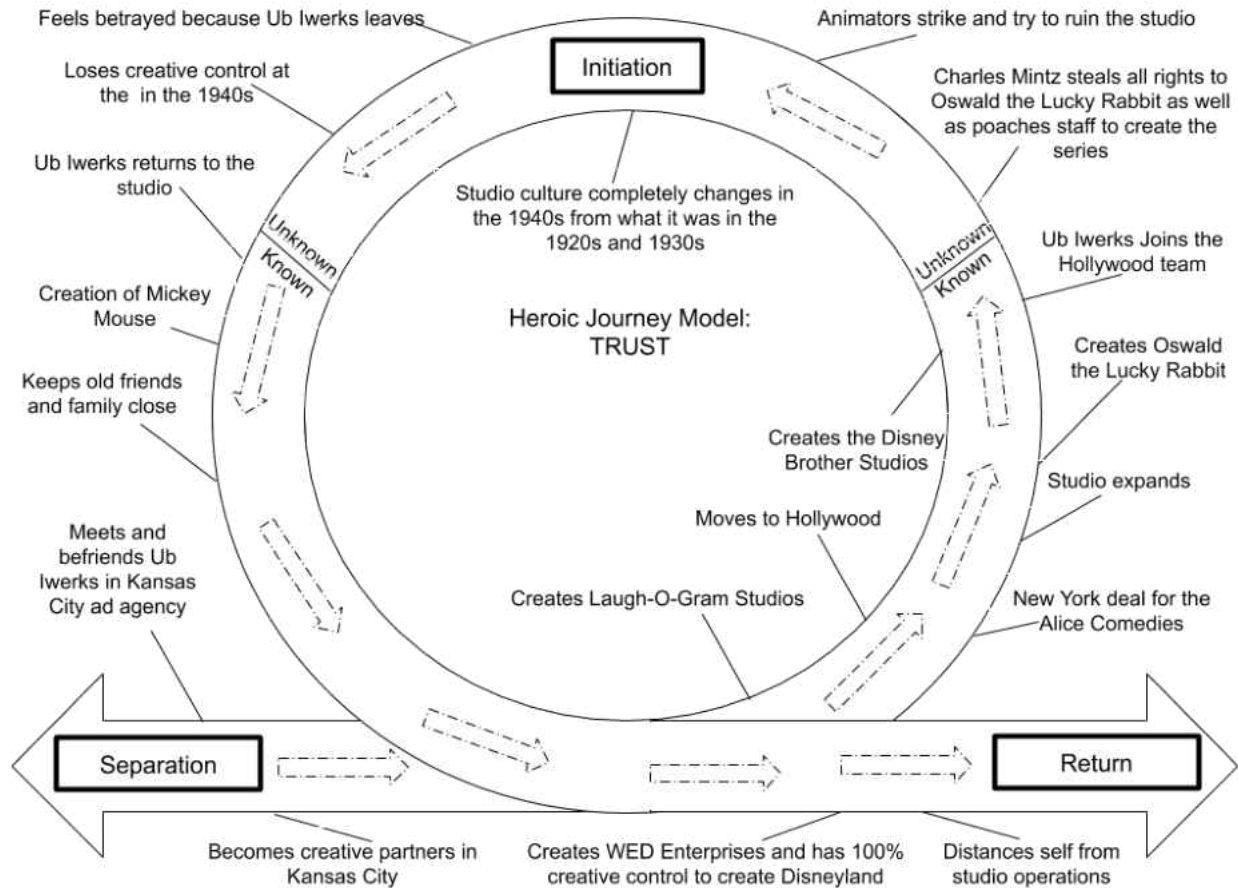 Feels betrayed because Ub Iwerks leaves
Animators strike and try to ruin the studio
Initiation
Loses creative control at
the in the 1940s
Charles Mintz steals all rights to
Oswald the Lucky Rabbit as well
as poaches staff to create the
series
Ub Iwerks returns to the
studio
Studio culture completely changes in
the 1940s from what it was in the
1920s and 1930s
Unknown
Known
Unknown
Known
Ub Iwerks Joins the
Hollywood team
Creation of Mickey
Mouse
Heroic Journey Model:
TRUST
Creates Oswald
the Lucky Rabbit
Keeps old friends
and family close
Creates the Disney
Brother Studios
Studio expands
Moves to Hollywood
Meets and
befriends Ub
Iwerks in Kansas
City ad agency
Creates Laugh-O-Gram Studios
New York deal for the
Alice Comedies
Separation
Return
Becomes creative partners in
Kansas City
Creates WED Enterprises and has 100%
creative control to create Disneyland
Distances self from
studio operations